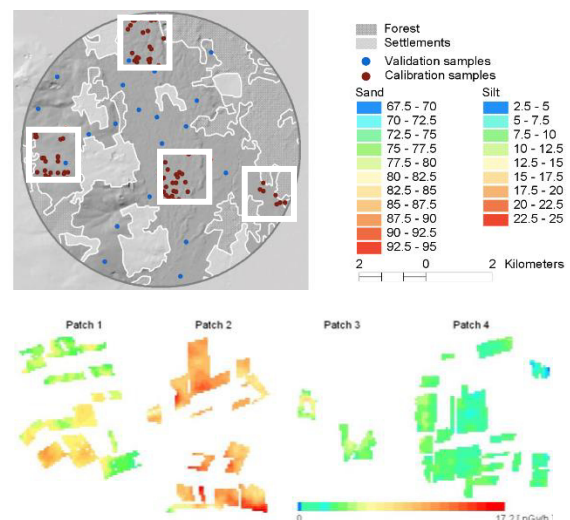 Forest
Settlements
Validation samples
Calibration samples
Sand Silt
67.5 - 70 2.5 - 5
70 - 72.5 5 - 7.5
72.5 - 75 7.5 - 10
75 - 77.5 10 - 12.5
77.5 - 80 12.5 - 15
80 - 82.5 15 - 17.5
82.5 - 85 17.5 - 20
85 - 87.5 20 - 22.5
87.5 - 90 22.5 - 25
90 - 92.5
92.5 - 95
2 0 2 Kilometers
Patch 1 Patch 2 Patch 3 Patch 4
0 17.2 [nGy/h]